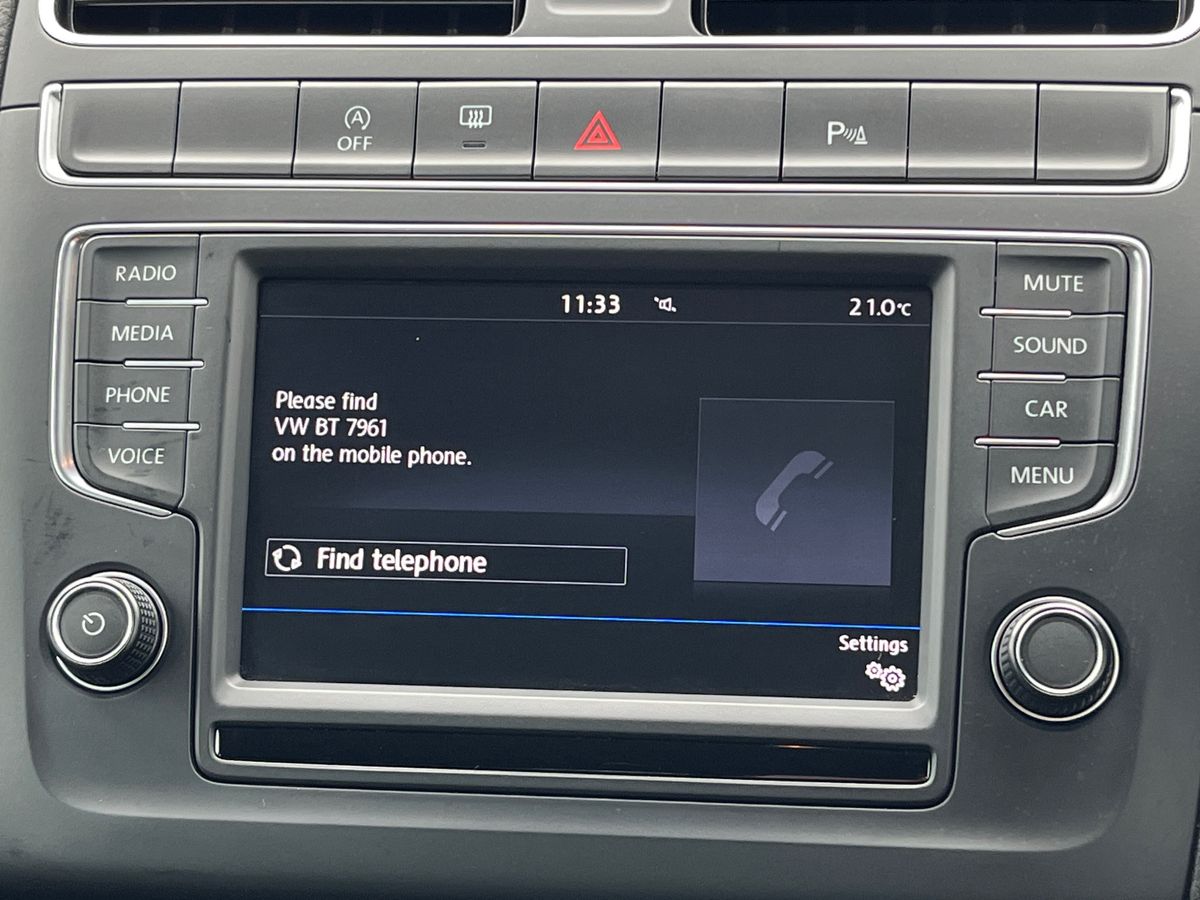 A
OFF
P
RADIO
MEDIA
PHONE
VOICE
11:33
21.0°C
Please find
VW BT 7961
on the mobile phone.
Find telephone
Settings
MUTE
SOUND
CAR
MENU